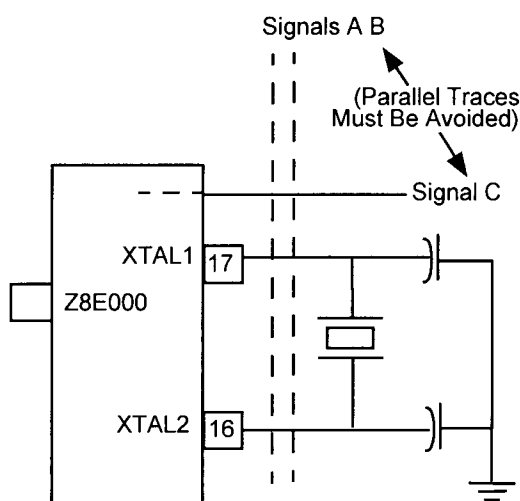 Signals A B
(Parallel Traces
Must Be Avoided)
Signal C
XTAL1
17
Z8E000
XTAL2
16